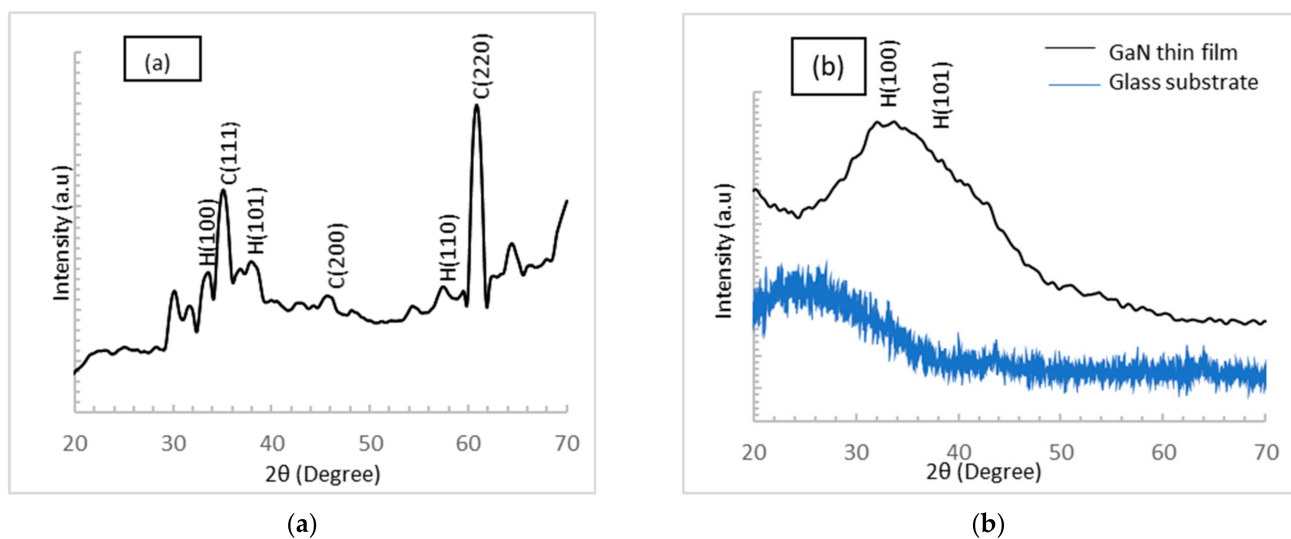 (a)
Intensity (a.u)
H(100)
C(111)
H(101)
C(200)
H(110)
C(220)
20 30 40 50 60 70
2θ (Degree)
(a)
(b)
GaN thin film
Glass substrate
Intensity (a.u)
H(100)
H(101)
20 30 40 50 60 70
2θ (Degree)
(b)